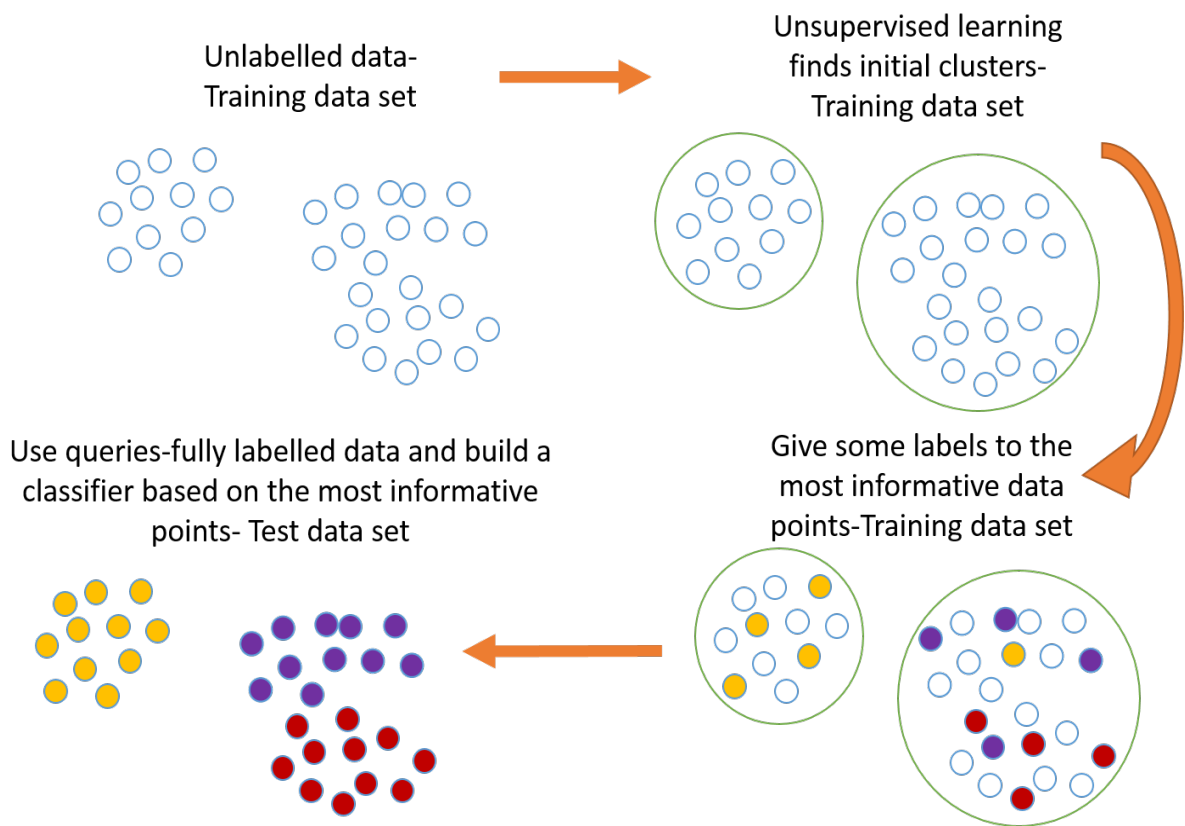 Unlabelled data-
Training data set
Unsupervised learning
finds initial clusters-
Training data set
Use queries-fully labelled data and build a
classifier based on the most informative
points- Test data set
Give some labels to the
most informative data
points-Training data set